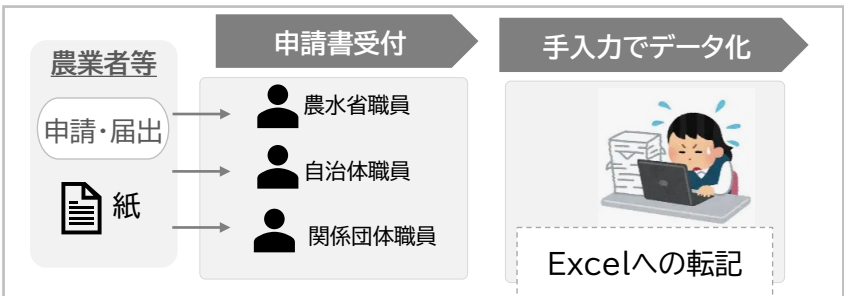 農業者等
申請・届出
紙
申請書受付
農水省職員
自治体職員
関係団体職員
手入力でデータ化
Excelへの転記